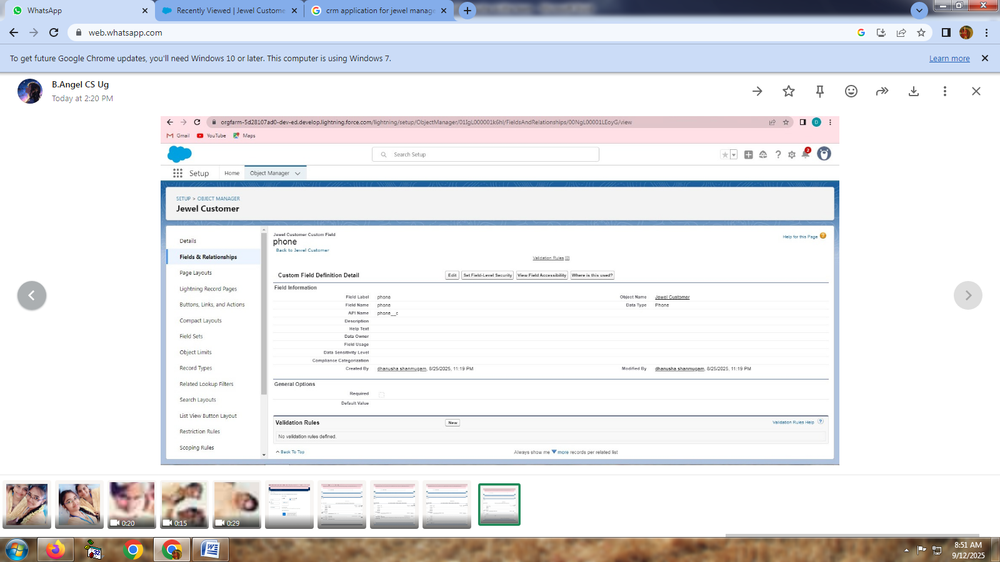 WhatsApp
Recently Viewed | Jewel Custome
crm application for jewel manage
web.whatsapp.com
To get future Google Chrome updates, you'll need Windows 10 or later. This computer is using Windows 7.
Learn more
B.Angel CS Ug
Today at 2:20 PM
orgfarm-5d28107ad0-dev-ed.develop.lightning.force.com/lightning/setup/ObjectManager/01IgL000001k6hl/FieldsAndRelationships/00NgL00001LEoyG/view
D
Gmail YouTube Maps
Search Setup
2
Setup Home Object Manager
SETUP > OBJECT MANAGER
Jewel Customer
Details
Fields & Relationships
Page Layouts
Lightning Record Pages
Buttons, Links, and Actions
Compact Layouts
Field Sets
Object Limits
Record Types
Related Lookup Filters
Search Layouts
List View Button Layout
Restriction Rules
Scoping Rules
Jewel Customer Custom Field
phone
Back to Jewel Customer
Help for this Page
Validation Rules [0]
Custom Field Definition Detail
Edit Set Field-Level Security View Field Accessibility Where is this used?
Field Information
Field Label phone Object Name Jewel Customer
Field Name phone Data Type Phone
API Name phone__c
Description
Help Text
Data Owner
Field Usage
Data Sensitivity Level
Compliance Categorization
Created By dhanusha shanmugam, 8/25/2025, 11:19 PM Modified By dhanusha shanmugam, 8/25/2025, 11:19 PM
General Options
Required
Default Value
Validation Rules New Validation Rules Help ?
No validation rules defined.
Back To Top Always show me more records per related list
0:20
0:15
0:29
8:51 AM
9/12/2025